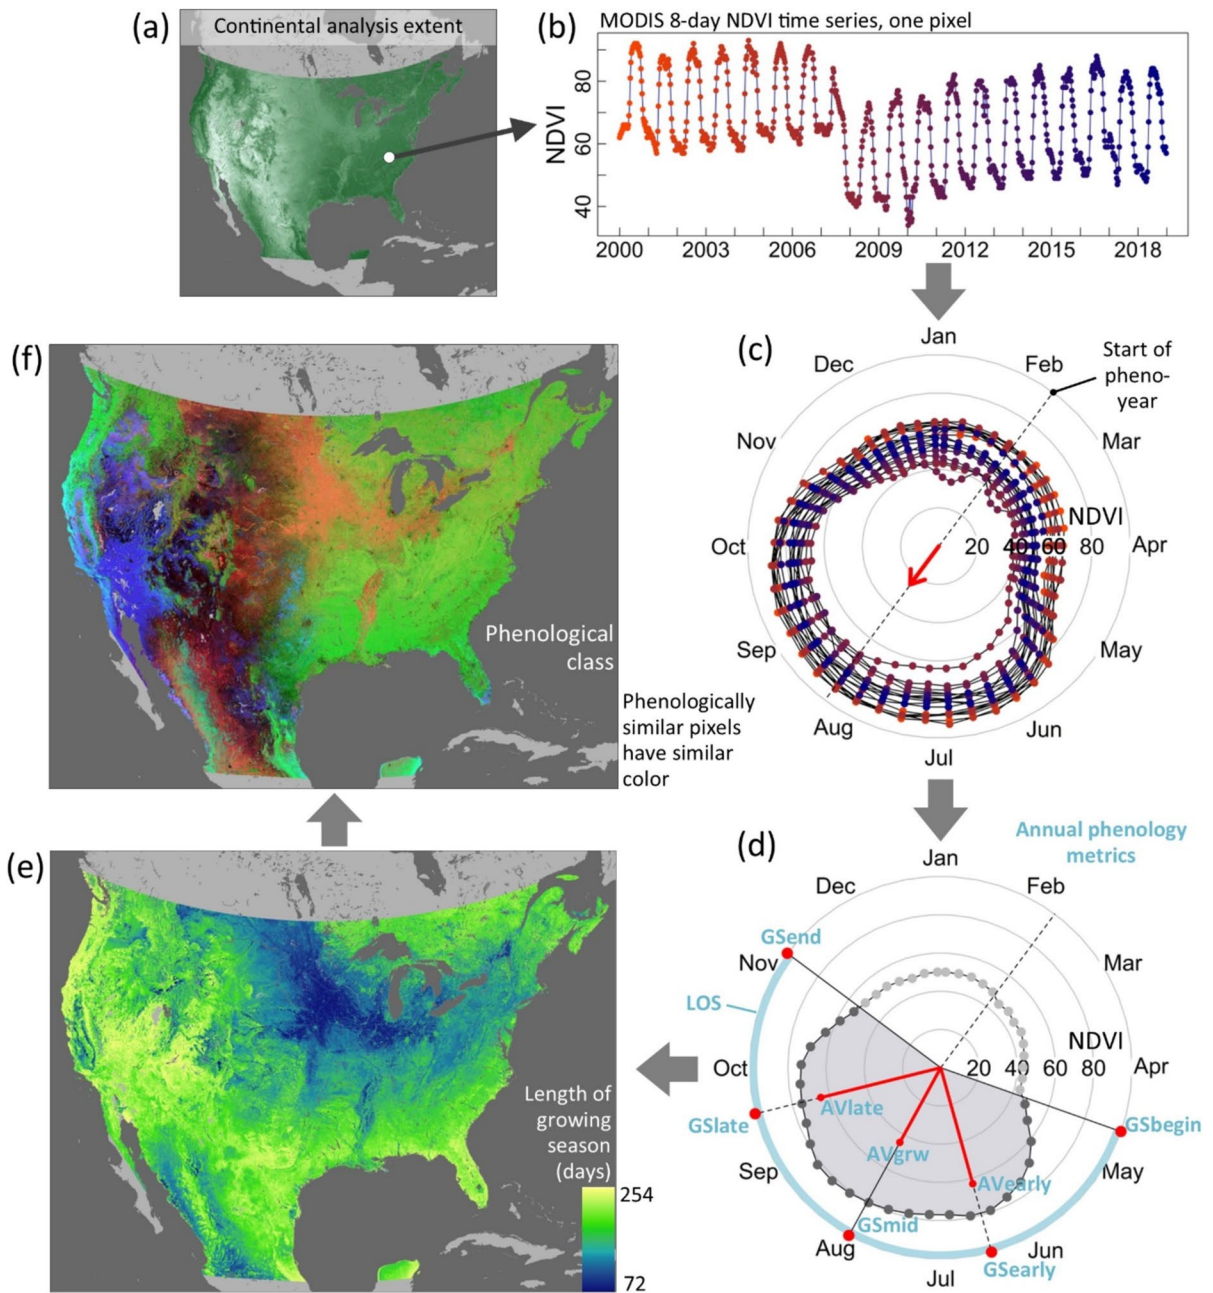 (a)
Continental analysis extent
(b)
MODIS 8-day NDVI time series, one pixel
NDVI
80
60
40
2000 2003 2006 2009 2012 2015 2018
(c)
Jan
Feb
Mar
Apr
May
Jun
Jul
Aug
Sep
Oct
Nov
Dec
Start of
pheno-
year
NDVI
20 40 60 80
(f)
Phenological
class
Phenologically
similar pixels
have similar
color
(d)
Annual phenology
metrics
Jan
Feb
Mar
Apr
May
Jun
Jul
Aug
Sep
Oct
Nov
Dec
NDVI
20 40 60 80
GSend
LOS
GSlate
AVlate
AVgrw
AVearly
GSmid
GSearly
GSbegin
(e)
Length of
growing
season
(days)
254
72